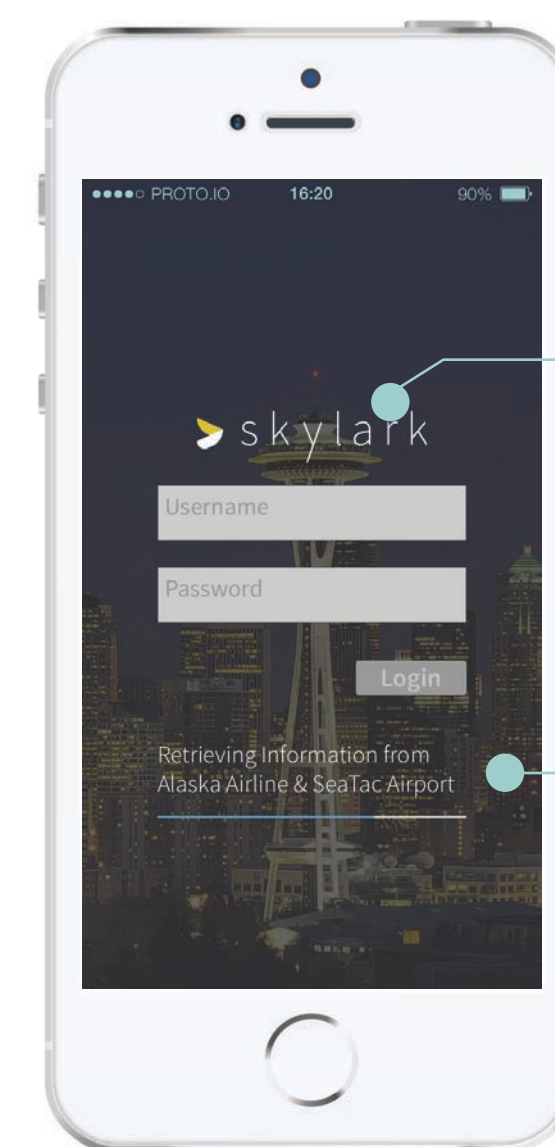 PROTO.IO 16:20 90%
skylark
Username
Password
Login
Retrieving Information from
Alaska Airline & SeaTac Airport